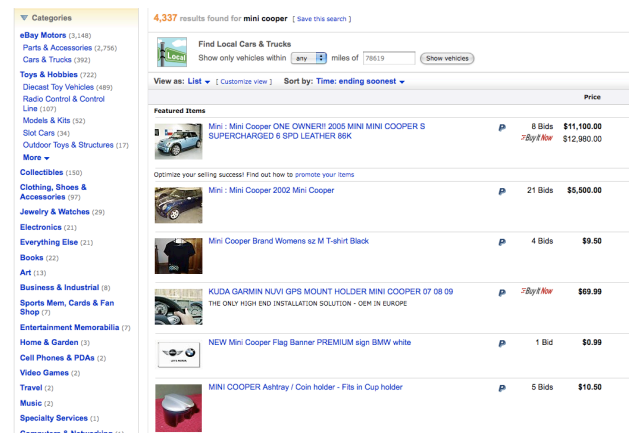 Categories
eBay Motors (3,148)
Parts & Accessories (2,756)
Cars & Trucks (392)
Toys & Hobbies (722)
Diecast Toy Vehicles (489)
Radio Control & Control
Line (107)
Models & Kits (52)
Slot Cars (34)
Outdoor Toys & Structures (17)
More
Collectibles (150)
Clothing, Shoes &
Accessories (97)
Jewelry & Watches (29)
Electronics (21)
Everything Else (21)
Books (22)
Art (13)
Business & Industrial (8)
Sports Mem, Cards & Fan
Shop (7)
Entertainment Memorabilia (7)
Home & Garden (3)
Cell Phones & PDAs (2)
Video Games (2)
Travel (2)
Music (2)
Specialty Services (1)
Computers & Networking (1)
4,337 results found for mini cooper [ Save this search ]
Local
Find Local Cars & Trucks
Show only vehicles within any miles of 78619 Show vehicles
View as: List [ Customize view ] Sort by: Time: ending soonest
Price
Featured Items
Mini : Mini Cooper ONE OWNER!! 2005 MINI MINI COOPER S 8 Bids $11,100.00
SUPERCHARGED 6 SPD LEATHER 86K Buy It Now $12,980.00
Optimize your selling success! Find out how to promote your items
Mini : Mini Cooper 2002 Mini Cooper 21 Bids $5,500.00
Mini Cooper Brand Womens sz M T-shirt Black 4 Bids $9.50
KUDA GARMIN NUVI GPS MOUNT HOLDER MINI COOPER 07 08 09 Buy It Now $69.99
THE ONLY HIGH END INSTALLATION SOLUTION - OEM IN EUROPE
NEW Mini Cooper Flag Banner PREMIUM sign BMW white 1 Bid $0.99
MINI COOPER Ashtray / Coin holder - Fits in Cup holder 5 Bids $10.50